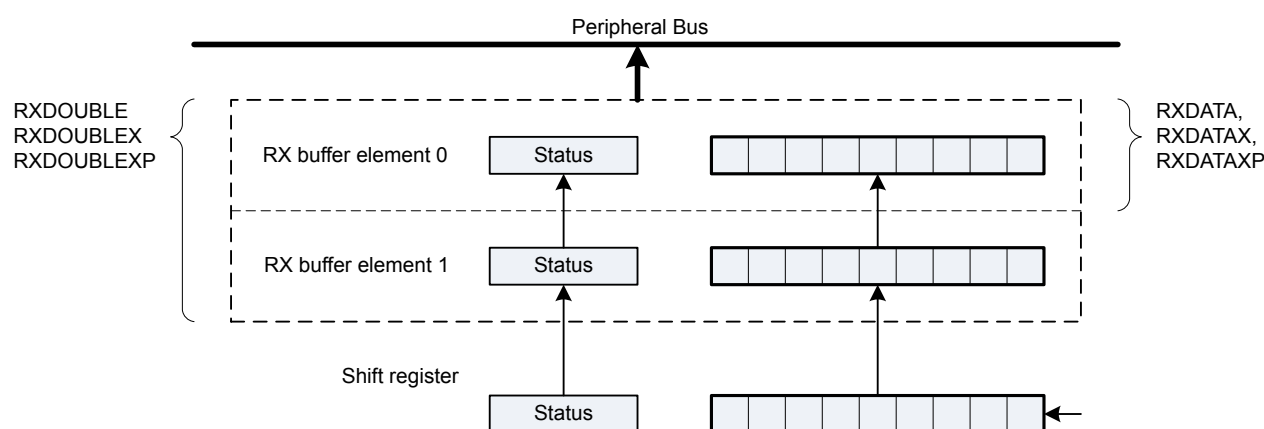 Peripheral Bus
RXDOUBLE
RXDOUBLEX
RXDOUBLEXP
RXDATA,
RXDATAX,
RXDATAXP
RX buffer element 0
Status
RX buffer element 1
Status
Shift register
Status